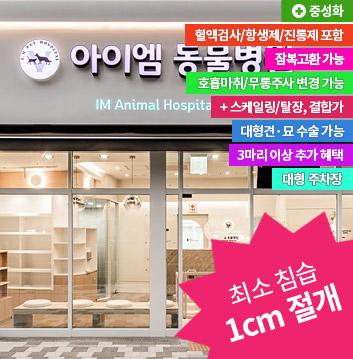 중성화
혈액검사/항생제/진통제 포함
아이엠 동물병원
잠복고환 가능
호흡마취/무통주사 변경 가능
IM Animal Hospital
+ 스케일링/탈장, 결합가
대형견·묘 수술 가능
3마리 이상 추가 혜택
대형 주차장
최소 침습
1cm 절개